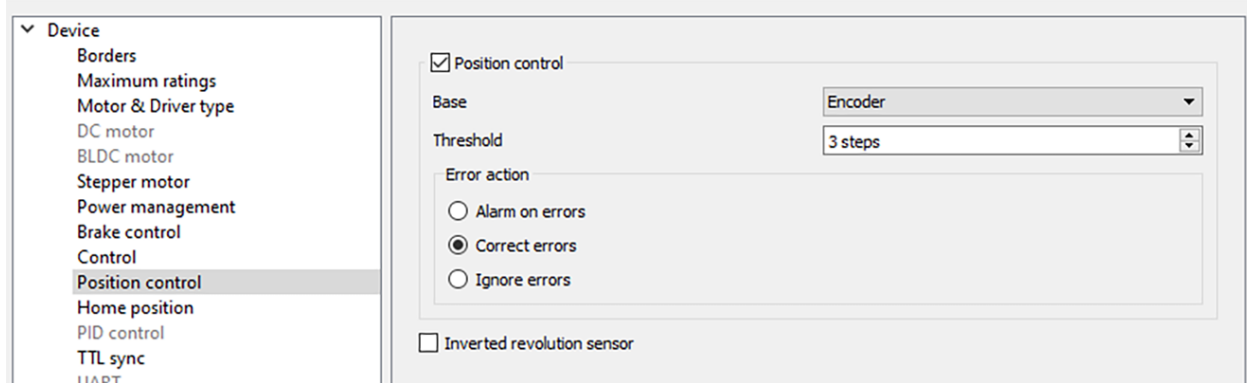 Device
Borders
Maximum ratings
Motor & Driver type
DC motor
BLDC motor
Stepper motor
Power management
Brake control
Control
Position control
Home position
PID control
TTL sync
UART
Position control
Base
Encoder
Threshold
3 steps
Error action
Alarm on errors
Correct errors
Ignore errors
Inverted revolution sensor